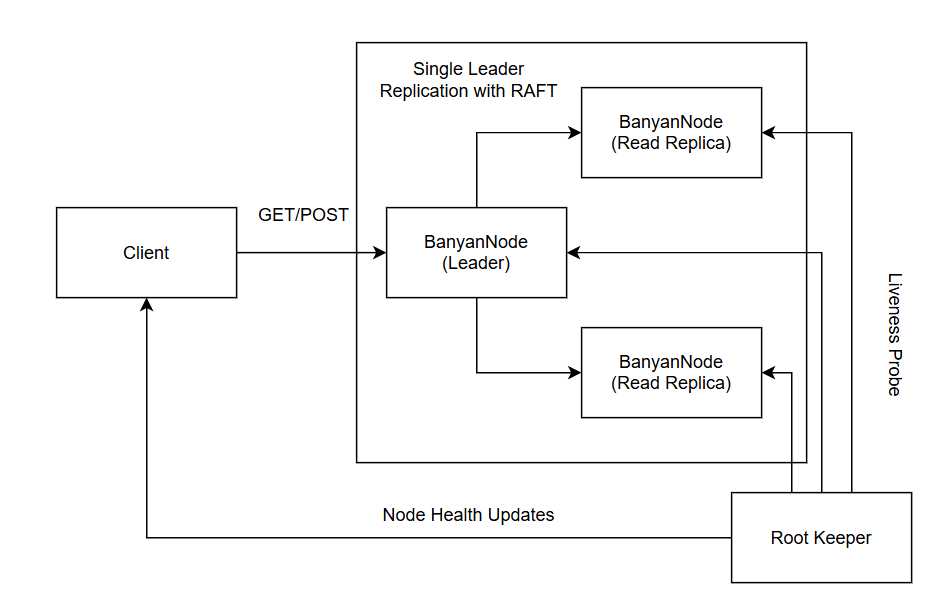 Single Leader
Replication with RAFT
BanyanNode
(Read Replica)
GET/POST
Client
BanyanNode
(Leader)
Liveness Probe
BanyanNode
(Read Replica)
Node Health Updates
Root Keeper